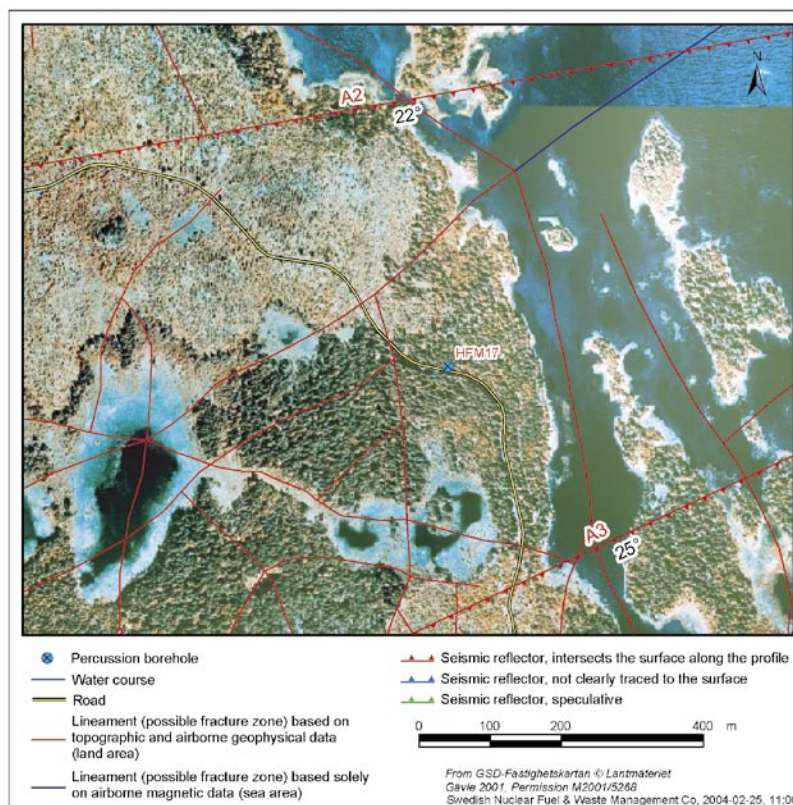 N
A2
22°
HFM17
A3
25°
Percussion borehole
Water course
Road
Lineament (possible fracture zone) based on
topographic and airborne geophysical data
(land area)
Lineament (possible fracture zone) based solely
on airborne magnetic data (sea area)
Seismic reflector, intersects the surface along the profile
Seismic reflector, not clearly traced to the surface
Seismic reflector, speculative
0 100 200 400 m
From GSD-Fastighetskartan © Lantmäteriet
Gävle 2001, Permission M2001/5268
Swedish Nuclear Fuel & Waste Management Co, 2004-02-25,